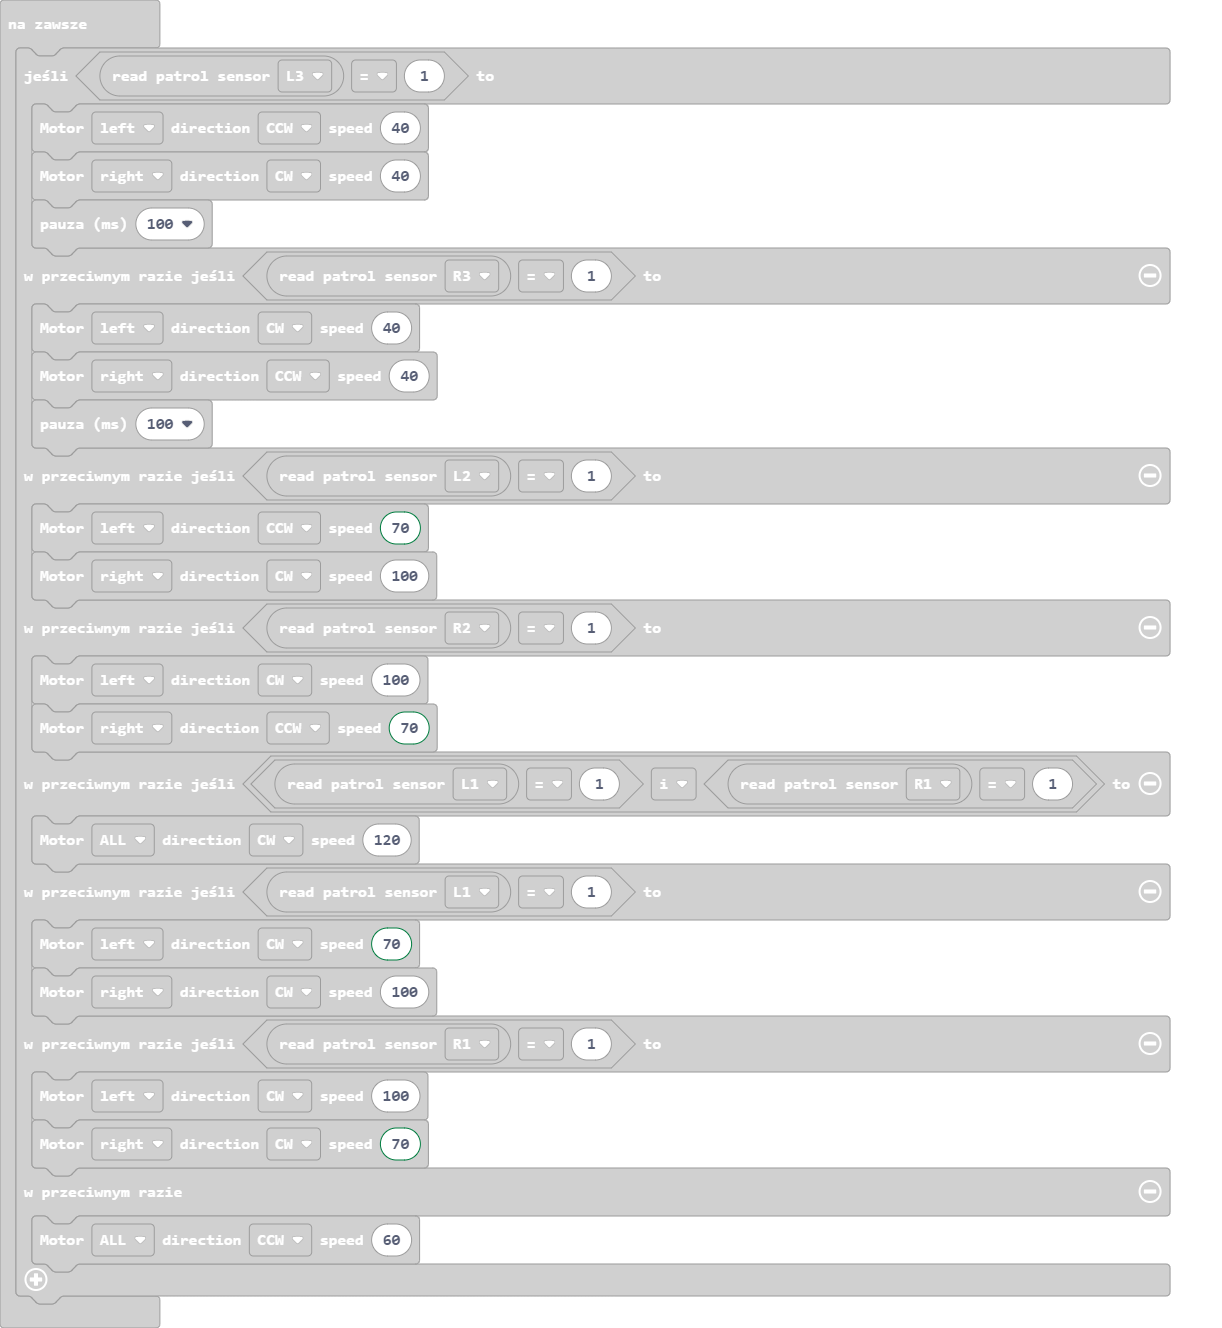 na zawsze
jeśli read patrol sensor L3 = 1 to
Motor left direction CCW speed 40
Motor right direction CW speed 40
pauza (ms) 100
w przeciwnym razie jeśli read patrol sensor R3 = 1 to
Motor left direction CW speed 40
Motor right direction CCW speed 40
pauza (ms) 100
w przeciwnym razie jeśli read patrol sensor L2 = 1 to
Motor left direction CCW speed 70
Motor right direction CW speed 100
w przeciwnym razie jeśli read patrol sensor R2 = 1 to
Motor left direction CW speed 100
Motor right direction CCW speed 70
w przeciwnym razie jeśli read patrol sensor L1 = 1 i read patrol sensor R1 = 1 to
Motor ALL direction CW speed 120
w przeciwnym razie jeśli read patrol sensor L1 = 1 to
Motor left direction CW speed 70
Motor right direction CW speed 100
w przeciwnym razie jeśli read patrol sensor R1 = 1 to
Motor left direction CW speed 100
Motor right direction CW speed 70
w przeciwnym razie
Motor ALL direction CCW speed 60